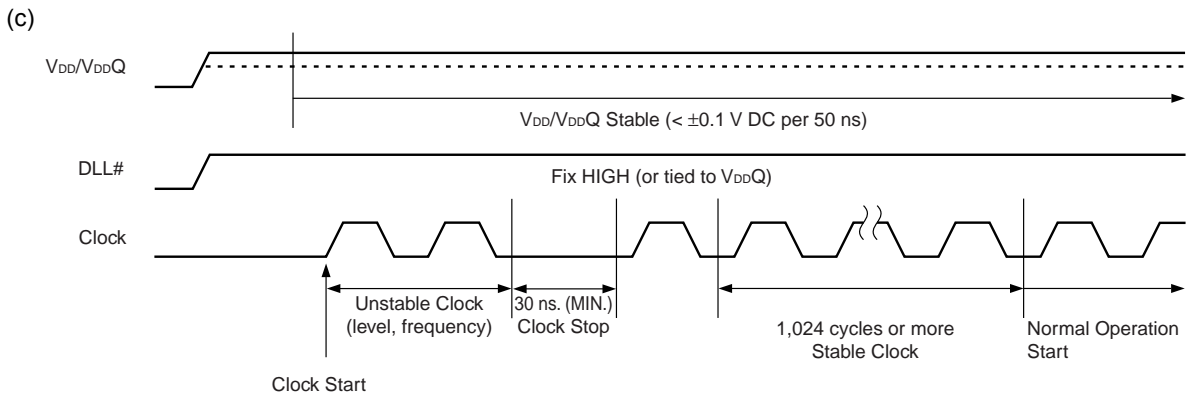 (c)
VDD/VDDQ
VDD/VDDQ Stable (< ±0.1 V DC per 50 ns)
DLL#
Fix HIGH (or tied to VDDQ)
Clock
Unstable Clock
(level, frequency)
30 ns. (MIN.)
Clock Stop
1,024 cycles or more
Stable Clock
Normal Operation
Start
Clock Start